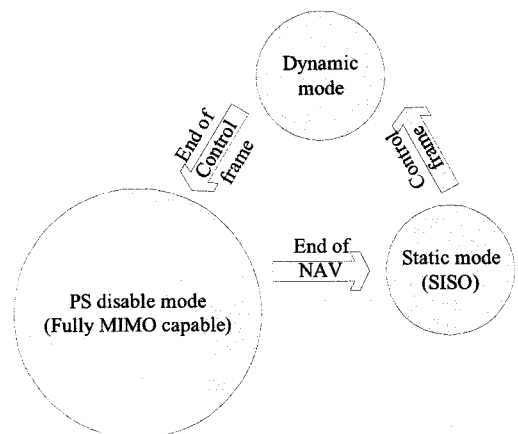 Dynamic
mode
End of
Control
frame
Control
frame
End of
NAV
Static mode
(SISO)
PS disable mode
(Fully MIMO capable)